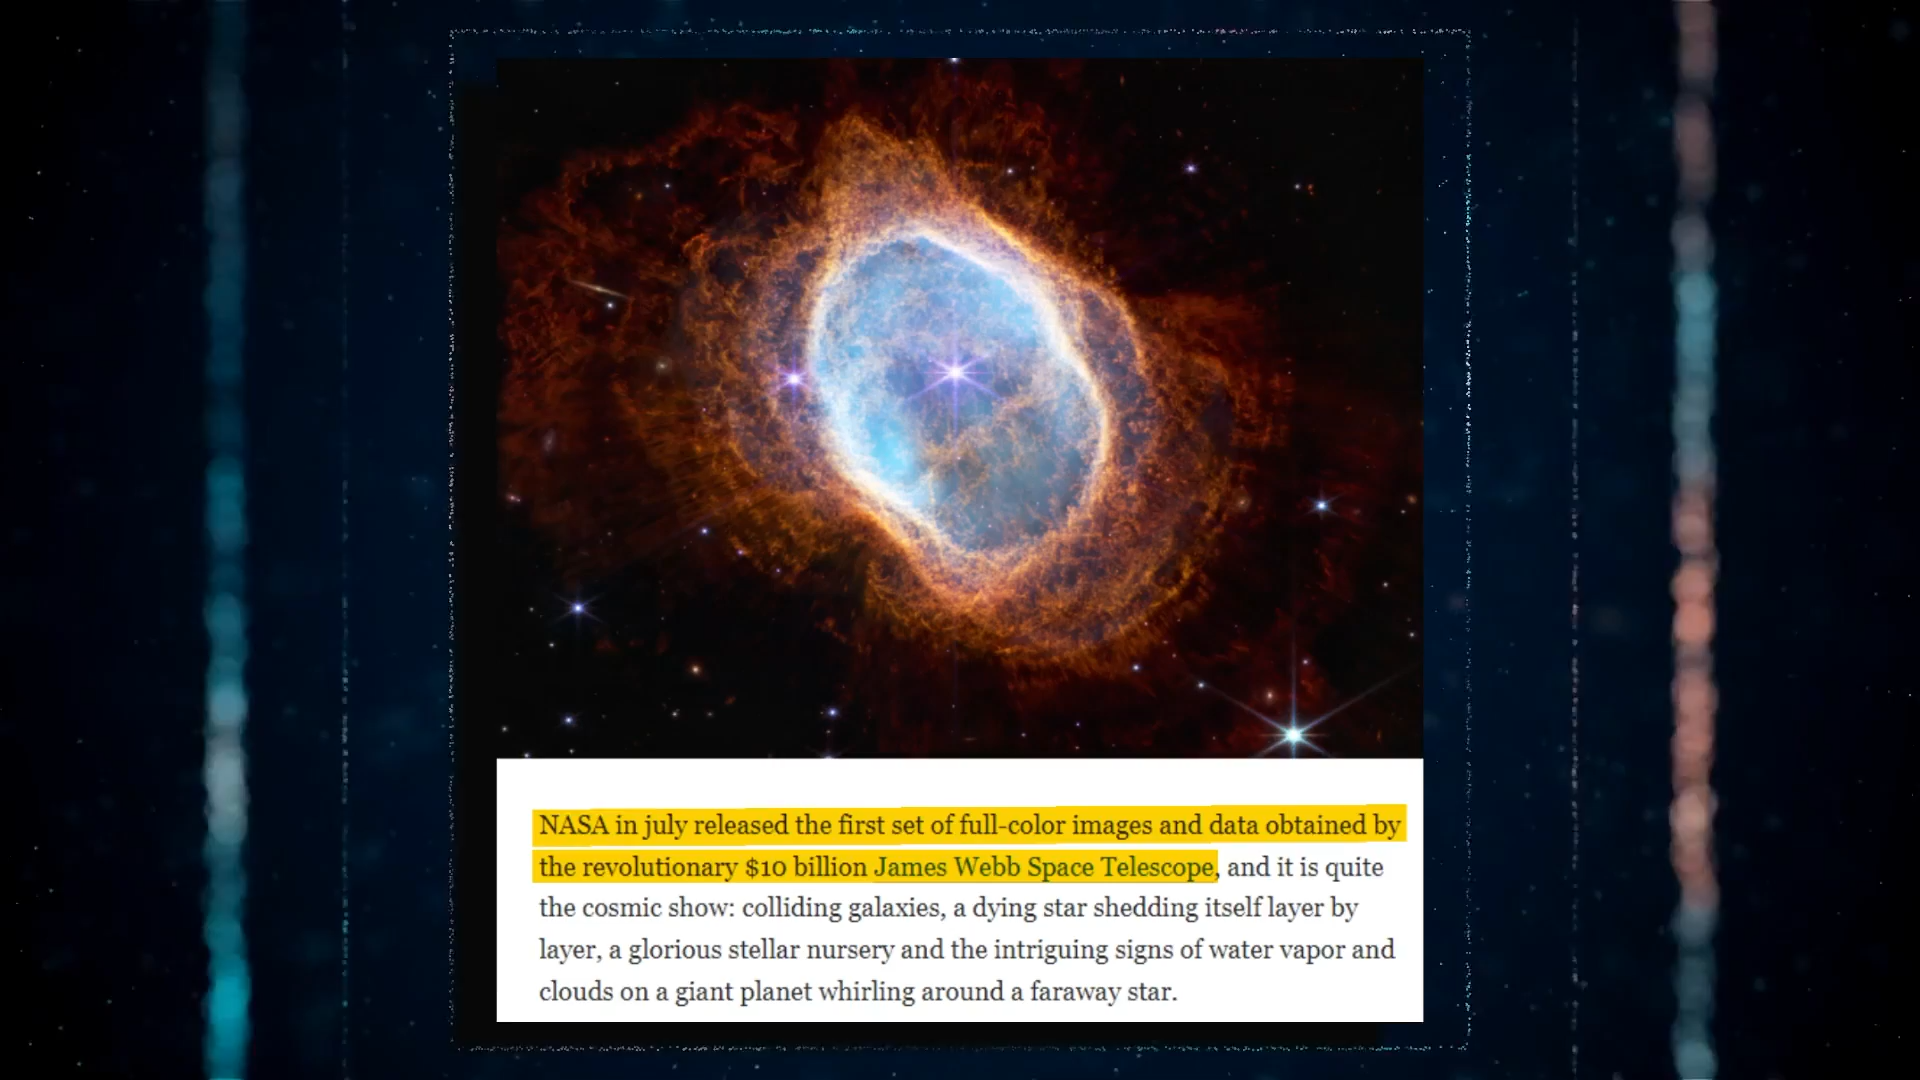 NASA in july released the first set of full-color images and data obtained by
the revolutionary $10 billion James Webb Space Telescope, and it is quite
the cosmic show: colliding galaxies, a dying star shedding itself layer by
layer, a glorious stellar nursery and the intriguing signs of water vapor and
clouds on a giant planet whirling around a faraway star.